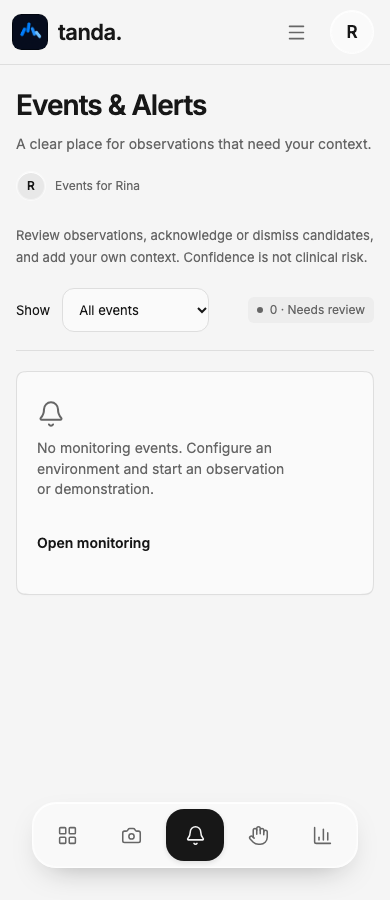 tanda.
R
Events & Alerts
A clear place for observations that need your context.
R Events for Rina
Review observations, acknowledge or dismiss candidates,
and add your own context. Confidence is not clinical risk.
Show All events 0 · Needs review
No monitoring events. Configure an
environment and start an observation
or demonstration.
Open monitoring